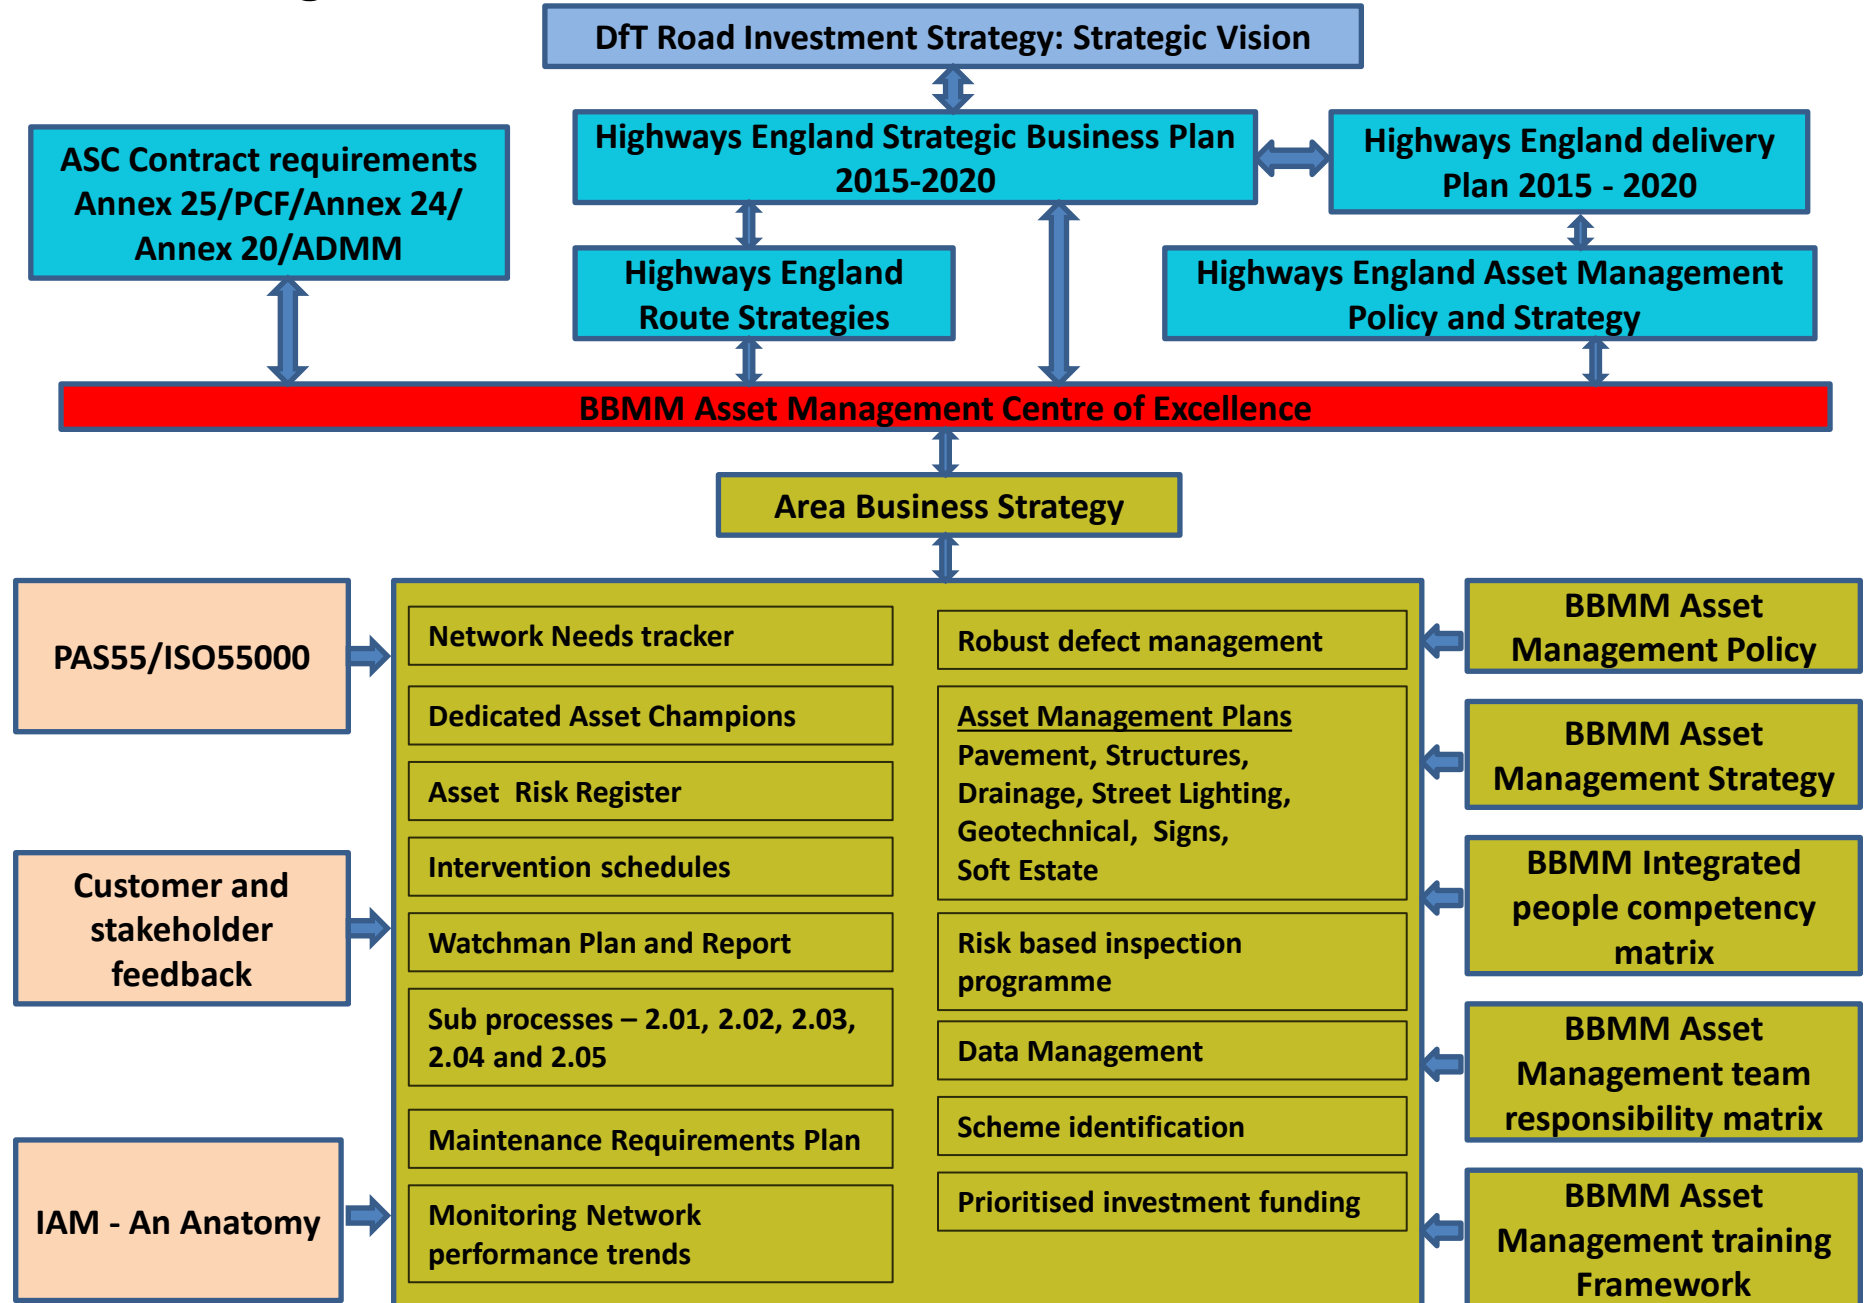 DfT Road Investment Strategy: Strategic Vision
ASC Contract requirements
Annex 25/PCF/Annex 24/
Annex 20/ADMM
Highways England Strategic Business Plan
2015-2020
Highways England delivery
Plan 2015 - 2020
Highways England
Route Strategies
Highways England Asset Management
Policy and Strategy
BBMM Asset Management Centre of Excellence
Area Business Strategy
PAS55/ISO55000
Customer and
stakeholder
feedback
IAM - An Anatomy
Network Needs tracker
Dedicated Asset Champions
Asset  Risk Register
Intervention schedules
Watchman Plan and Report
Sub processes – 2.01, 2.02, 2.03,
2.04 and 2.05
Maintenance Requirements Plan
Monitoring Network
performance trends
Robust defect management
Asset Management Plans
Pavement, Structures,
Drainage, Street Lighting,
Geotechnical,  Signs,
Soft Estate
Risk based inspection
programme
Data Management
Scheme identification
Prioritised investment funding
BBMM Asset
Management Policy
BBMM Asset
Management Strategy
BBMM Integrated
people competency
matrix
BBMM Asset
Management team
responsibility matrix
BBMM Asset
Management training
Framework